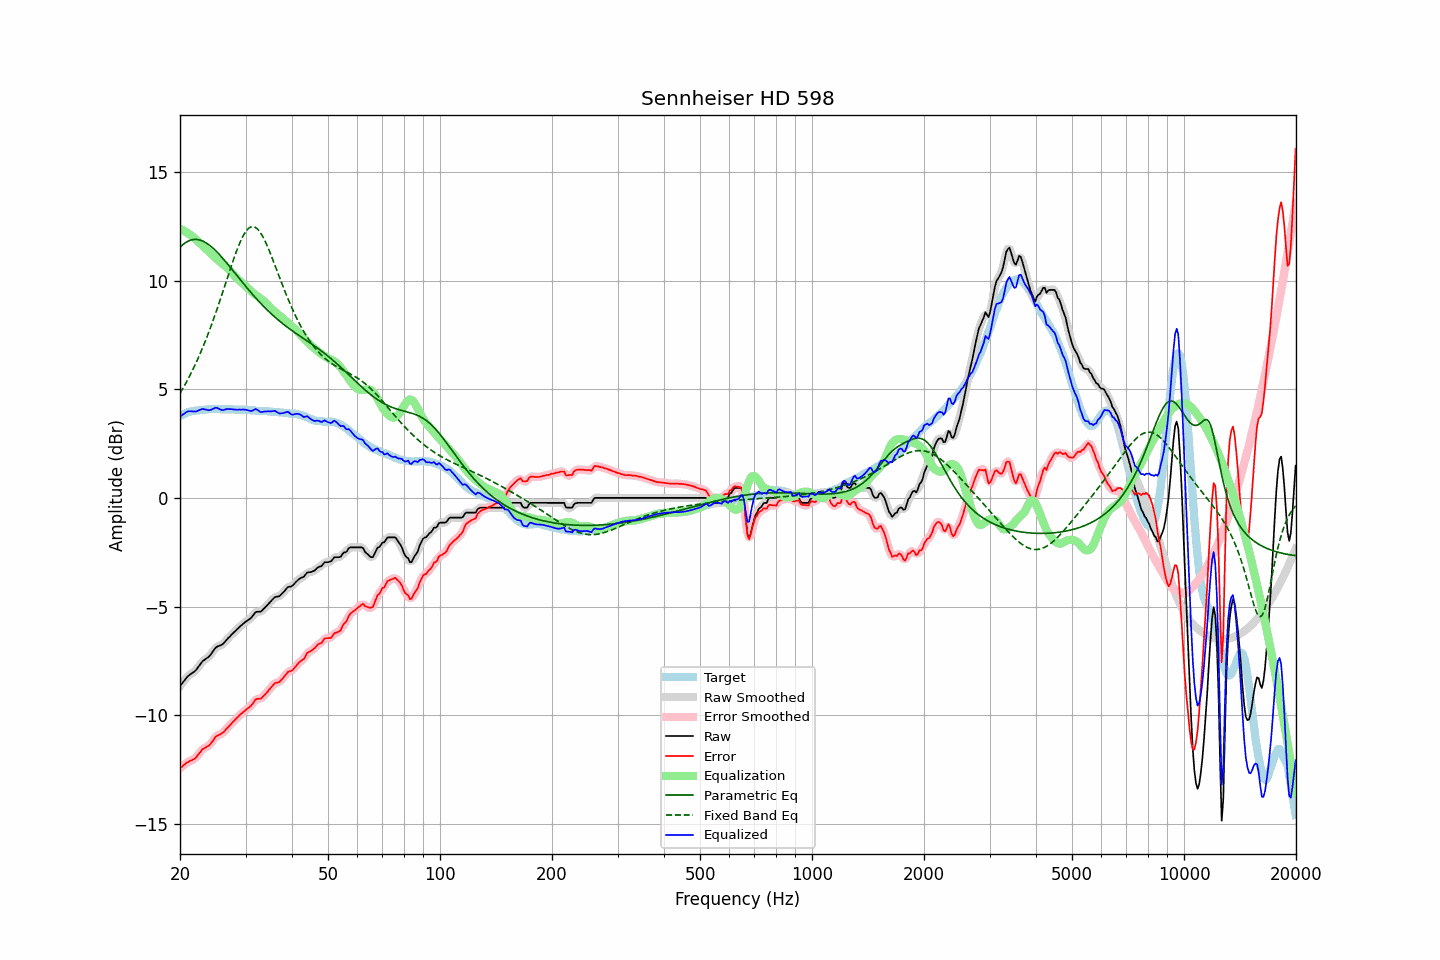 Sennheiser HD 598
Amplitude (dBr)
15
10
5
0
−5
−10
−15
Target
Raw Smoothed
Error Smoothed
Raw
Error
Equalization
Parametric Eq
Fixed Band Eq
Equalized
20
50
100
200
500
1000
2000
5000
10000
20000
Frequency (Hz)